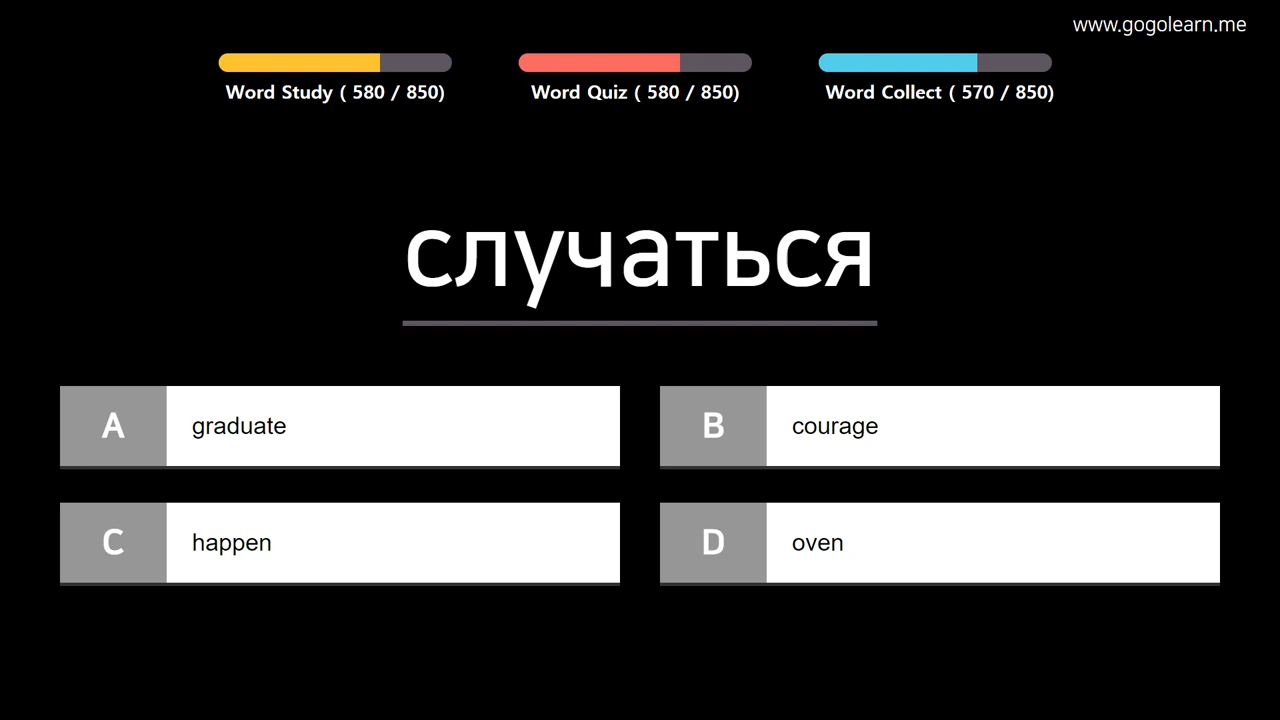 www.gogolearn.me
Word Study ( 580 / 850)
Word Quiz ( 580 / 850)
Word Collect ( 570 / 850)
случаться
A graduate
B courage
C happen
D oven